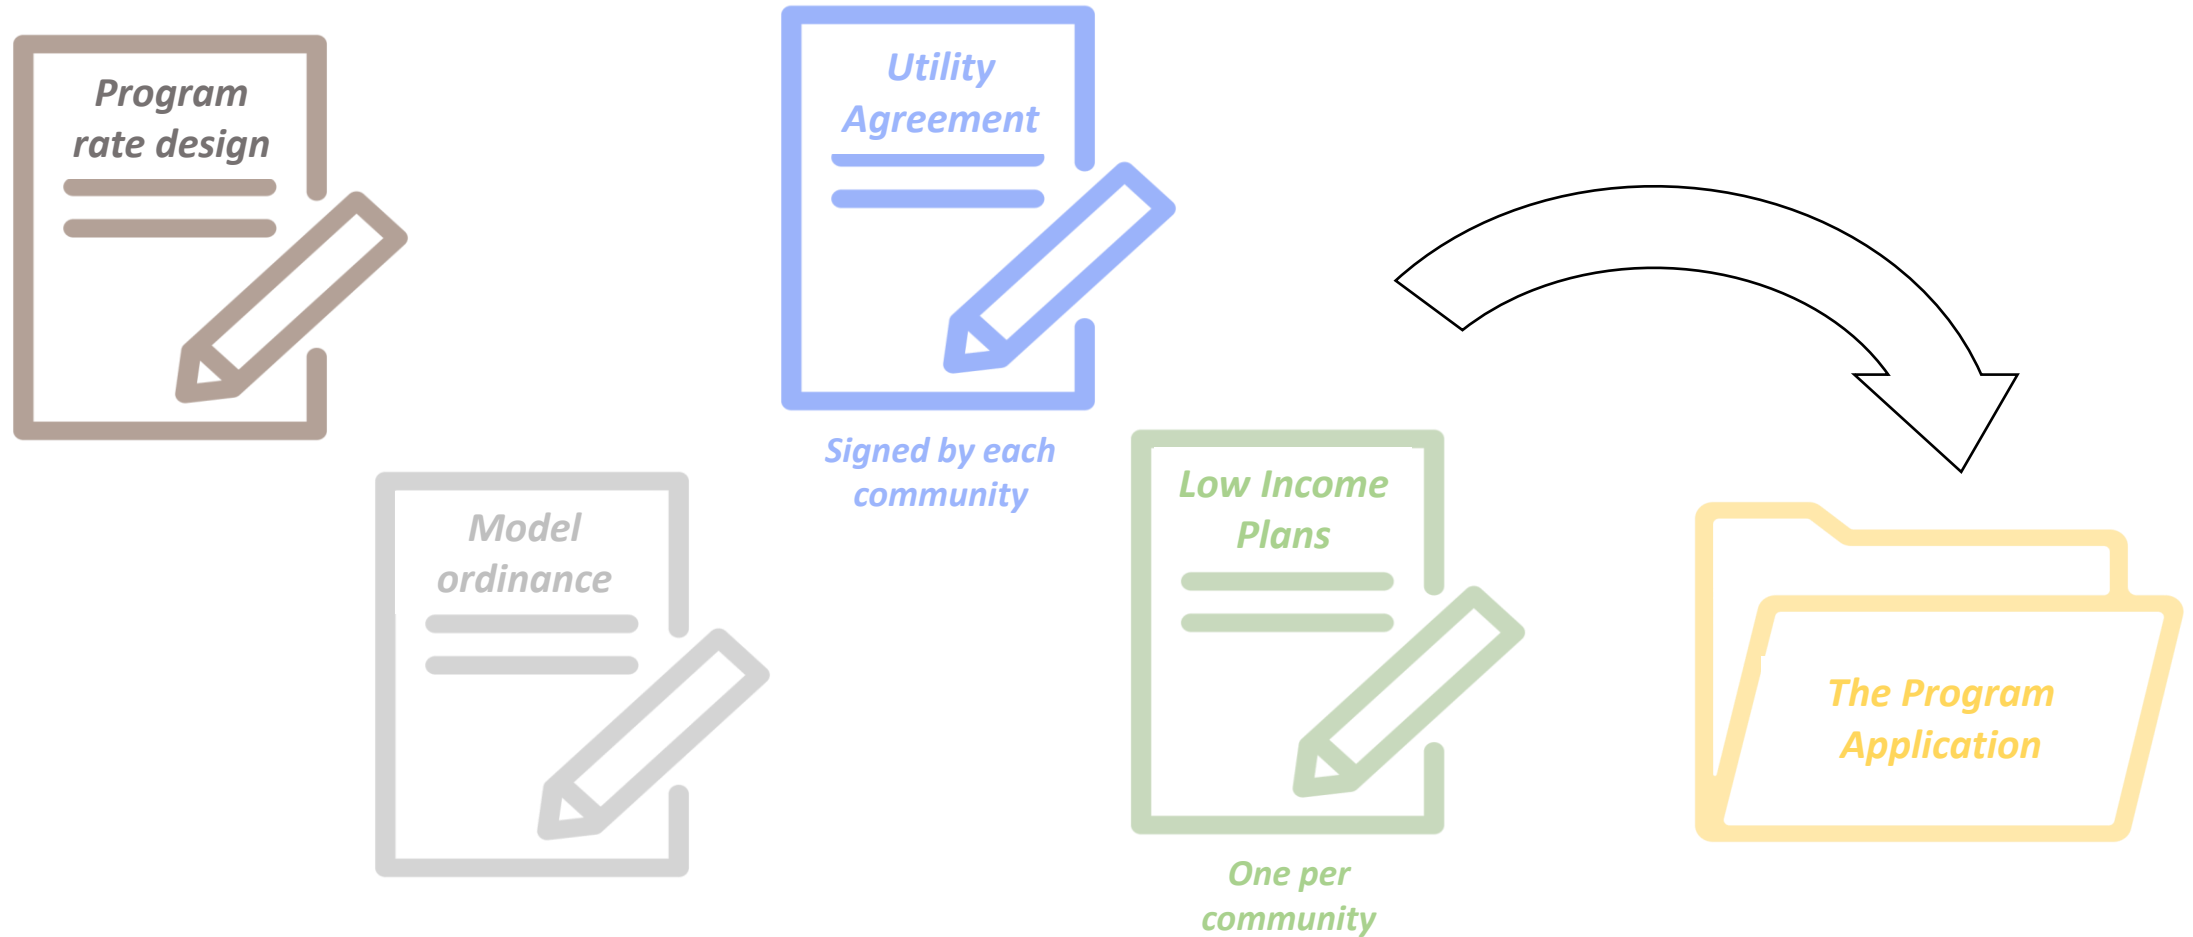 Program
rate design
Model
ordinance
Utility
Agreement
Signed by each
community
Low Income
Plans
One per
community
The Program
Application